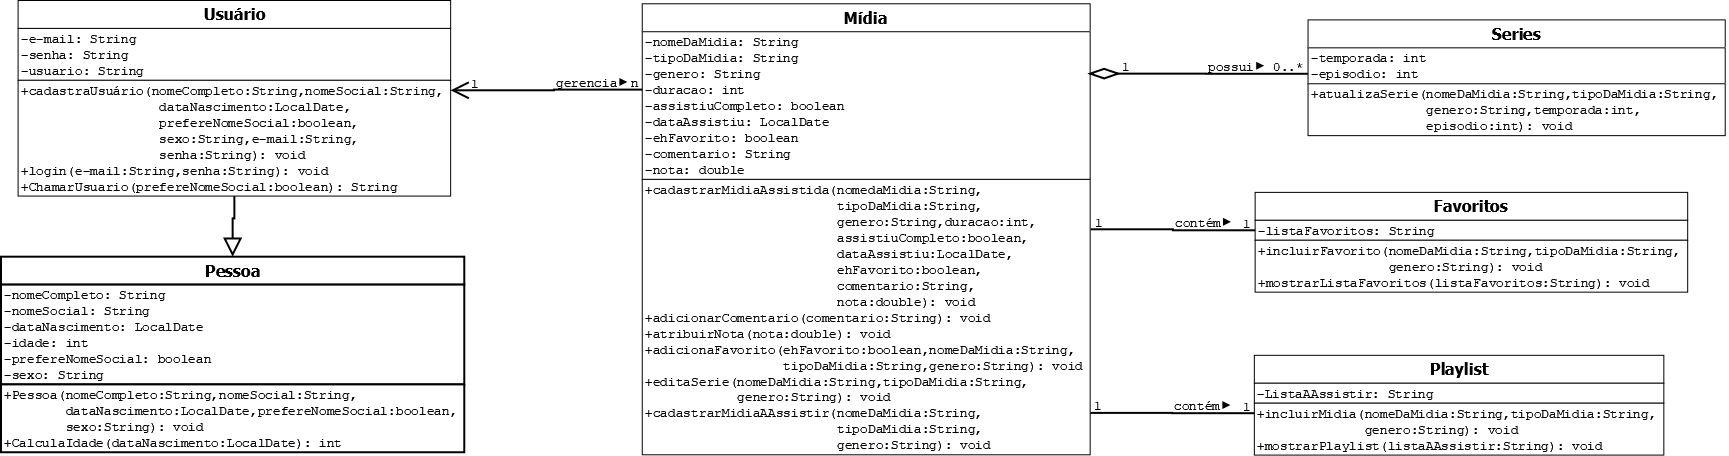 Usuário
-e-mail: String
-senha: String
-usuario: String
+cadastraUsuário(nomeCompleto:String,nomeSocial:String,
dataNascimento:LocalDate,
prefereNomeSocial:boolean,
sexo:String,e-mail:String,
senha:String): void
+login(e-mail:String,senha:String): void
+ChamarUsuario(prefereNomeSocial:boolean): String
Pessoa
-nomeCompleto: String
-nomeSocial: String
-dataNascimento: LocalDate
-idade: int
-prefereNomeSocial: boolean
-sexo: String
+Pessoa(nomeCompleto:String,nomeSocial:String,
dataNascimento:LocalDate,prefereNomeSocial:boolean,
sexo:String): void
+CalculaIdade(dataNascimento:LocalDate): int
1 gerencia n
Mídia
-nomeDaMidia: String
-tipoDaMidia: String
-genero: String
-duracao: int
-assistiuCompleto: boolean
-dataAssistiu: LocalDate
-ehFavorito: boolean
-comentario: String
-nota: double
+cadastrarMidiaAssistida(nomedaMidia:String,
tipoDaMidia:String,
genero:String,duracao:int,
assistiuCompleto:boolean,
dataAssistiu:LocalDate,
ehFavorito:boolean,
comentario:String,
nota:double): void
+adicionarComentario(comentario:String): void
+atribuirNota(nota:double): void
+adicionaFavorito(ehFavorito:boolean,nomeDaMidia:String,
tipoDaMidia:String,genero:String): void
+editaSerie(nomeDaMidia:String,tipoDaMidia:String,
genero:String): void
+cadastrarMidiaAAssistir(nomeDaMidia:String,
tipoDaMidia:String,
genero:String): void
1 possui 0..*
Series
-temporada: int
-episodio: int
+atualizaSerie(nomeDaMidia:String,tipoDaMidia:String,
genero:String,temporada:int,
episodio:int): void
1 contém 1
Favoritos
-listaFavoritos: String
+incluirFavorito(nomeDaMidia:String,tipoDaMidia:String,
genero:String): void
+mostrarListaFavoritos(listaFavoritos:String): void
1 contém 1
Playlist
-ListaAAssistir: String
+incluirMidia(nomeDaMidia:String,tipoDaMidia:String,
genero:String): void
+mostrarPlaylist(listaAAssistir:String): void